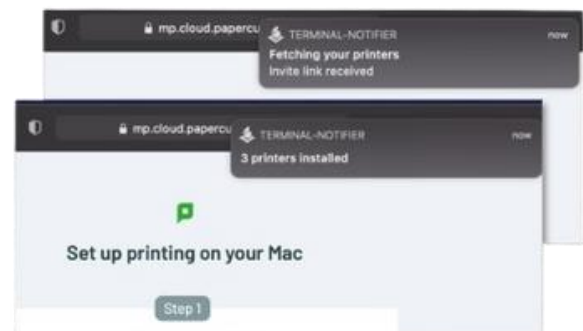 mp.cloud.papercu
TERMINAL-NOTIFIER now
Fetching your printers
Invite link received
mp.cloud.papercu
TERMINAL-NOTIFIER now
3 printers installed
Set up printing on your Mac
Step 1